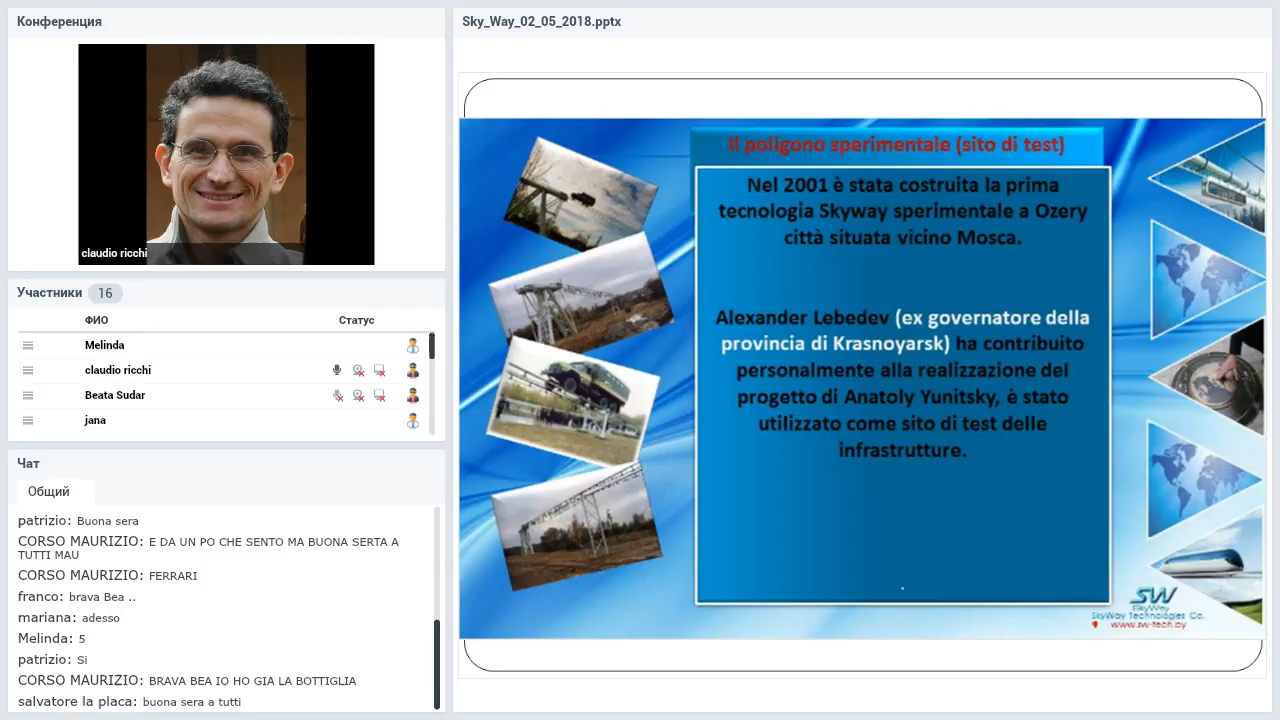 Конференция
claudio ricchi
Участники 16
ФИО Статус
Melinda
claudio ricchi
Beata Sudar
jana
Чат
Общий
patrizio: Buona sera
CORSO MAURIZIO: E DA UN PO CHE SENTO MA BUONA SERTA A
TUTTI MAU
CORSO MAURIZIO: FERRARI
franco: brava Bea ..
mariana: adesso
Melinda: 5
patrizio: Si
CORSO MAURIZIO: BRAVA BEA IO HO GIA LA BOTTIGLIA
salvatore la placa: buona sera a tutti
Sky_Way_02_05_2018.pptx
Il poligono sperimentale (sito di test)
Nel 2001 è stata costruita la prima
tecnologia Skyway sperimentale a Ozery
città situata vicino Mosca.
Alexander Lebedev (ex governatore della
provincia di Krasnoyarsk) ha contribuito
personalmente alla realizzazione del
progetto di Anatoly Yunitsky, è stato
utilizzato come sito di test delle
infrastrutture.
.
SW
SkyWay
SkyWay Technologies Co.
www.sw-tech.by